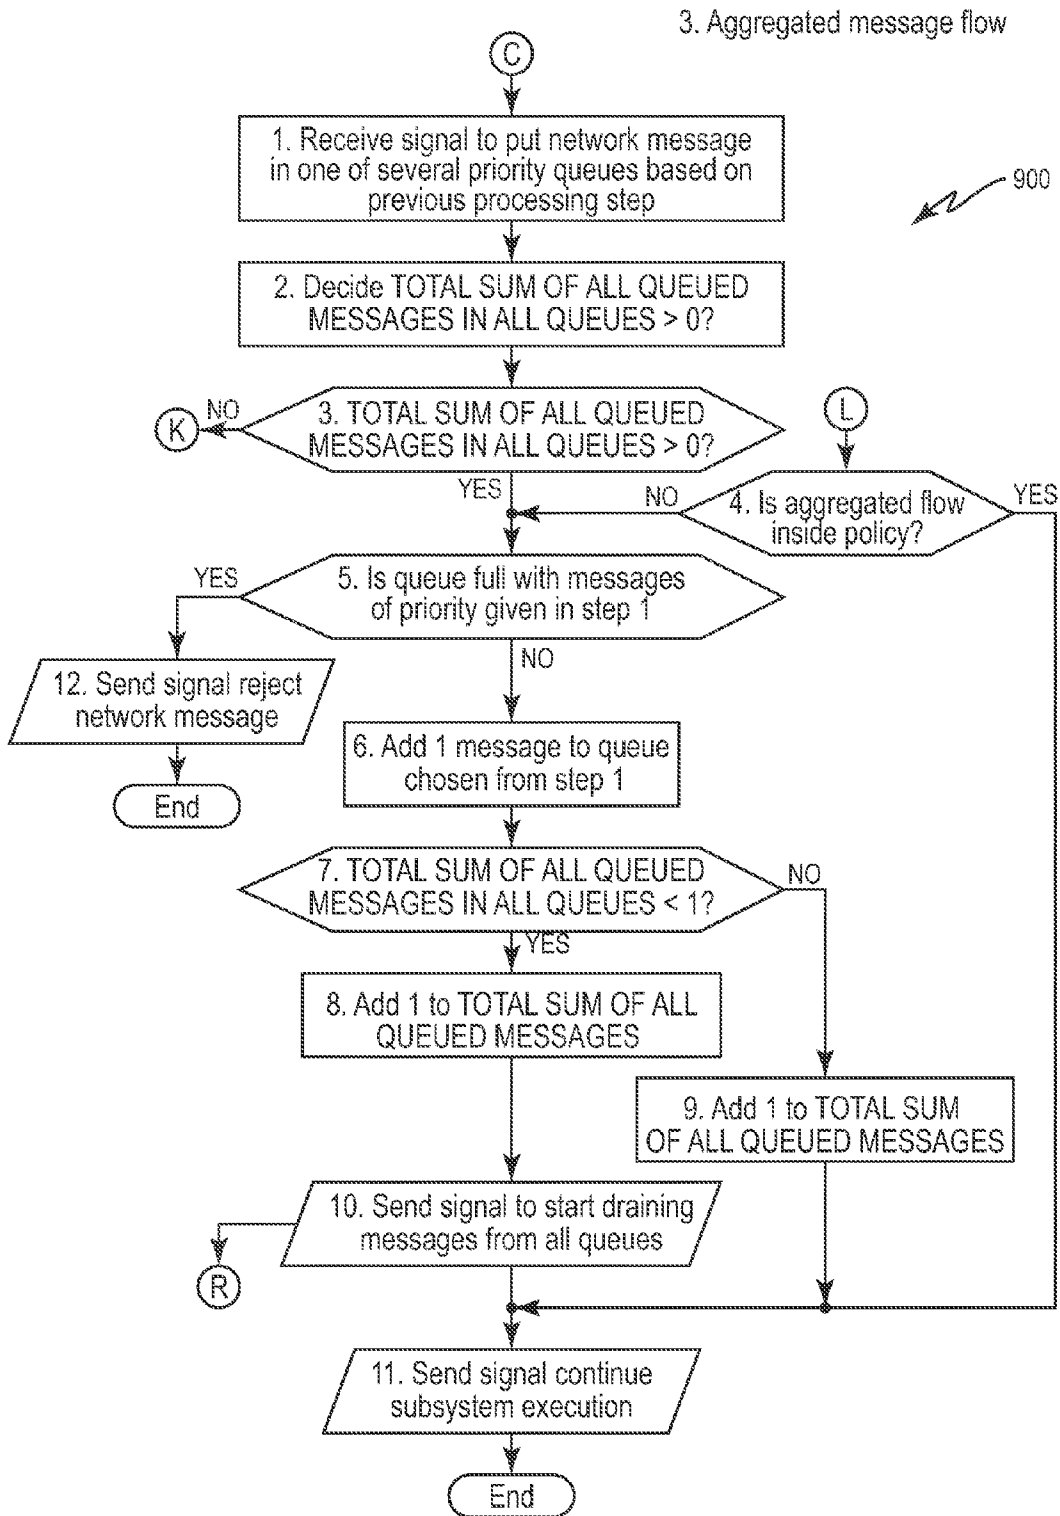 3. Aggregated message flow
C
1. Receive signal to put network message
in one of several priority queues based on
previous processing step
900
2. Decide TOTAL SUM OF ALL QUEUED
MESSAGES IN ALL QUEUES > 0?
K
NO
3. TOTAL SUM OF ALL QUEUED
MESSAGES IN ALL QUEUES > 0?
L
YES
NO
4. Is aggregated flow
inside policy?
YES
YES
5. Is queue full with messages
of priority given in step 1
NO
12. Send signal reject
network message
6. Add 1 message to queue
chosen from step 1
End
7. TOTAL SUM OF ALL QUEUED
MESSAGES IN ALL QUEUES < 1?
NO
YES
8. Add 1 to TOTAL SUM OF ALL
QUEUED MESSAGES
9. Add 1 to TOTAL SUM
OF ALL QUEUED MESSAGES
10. Send signal to start draining
messages from all queues
R
11. Send signal continue
subsystem execution
End